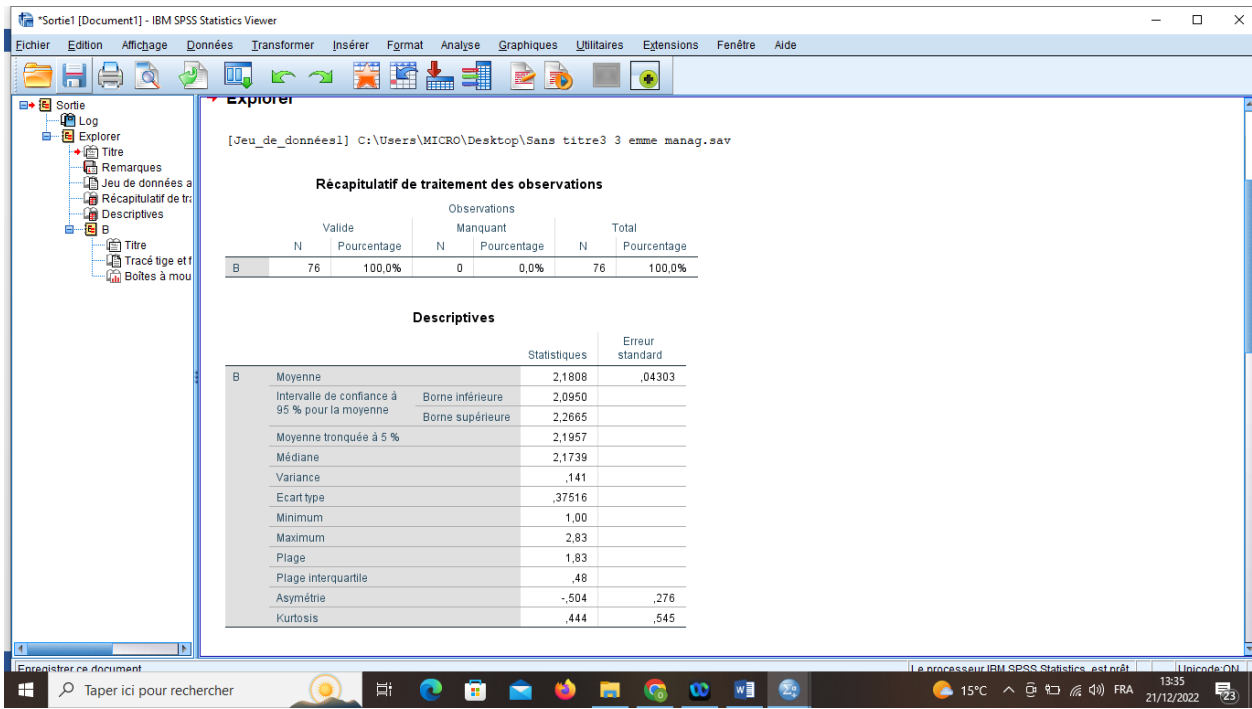 *Sortie1 [Document1] - IBM SPSS Statistics Viewer
Eichier Edition Affichage Données Transformer Insérer Format Analyse Graphiques Utilitaires Extensions Fenêtre Aide
Sortie
Log
Explorer
Titre
Remarques
Jeu de données a
Récapitulatif de tra
Descriptives
B
Titre
Tracé tige et f
Boîtes à mou
Explorer
[Jeu_de_données1] C:\Users\MICRO\Desktop\Sans titre3 3 emme manag.sav
Récapitulatif de traitement des observations
Observations
Valide Manquant Total
N Pourcentage N Pourcentage N Pourcentage
B 76 100,0% 0 0,0% 76 100,0%
Descriptives
Statistiques Erreur standard
B Moyenne 2,1808 ,04303
Intervalle de confiance à 95 % pour la moyenne Borne inférieure 2,0950
Borne supérieure 2,2665
Moyenne tronquée à 5 % 2,1957
Médiane 2,1739
Variance ,141
Ecart type ,37516
Minimum 1,00
Maximum 2,83
Plage 1,83
Plage interquartile ,48
Asymétrie -,504 ,276
Kurtosis ,444 ,545
Enregistrer ce document Le processeur IBM SPSS Statistics est prêt Unicode:ON
Taper ici pour rechercher
15°C FRA 13:35
21/12/2022
23